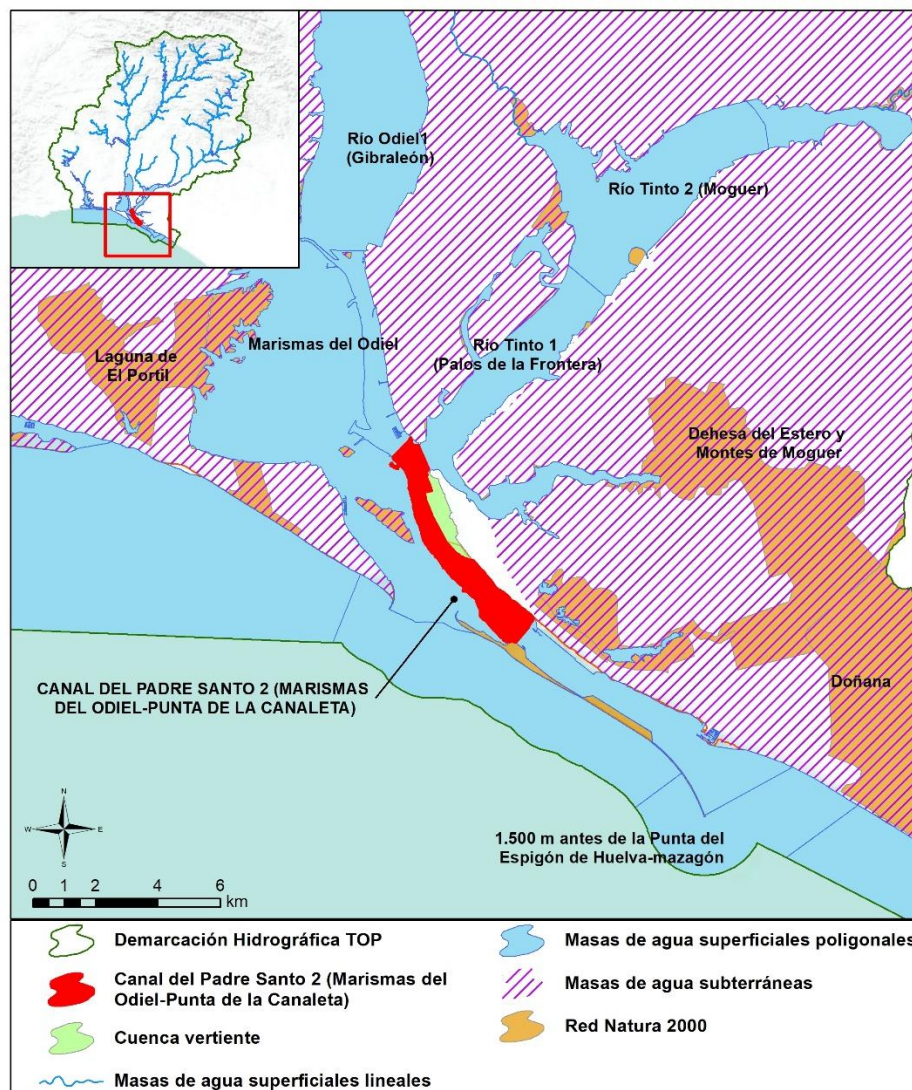 Río Odiel1
(Gibraleón)
Río Tinto 2 (Moguer)
Marismas del Odiel
Río Tinto 1
(Palos de la Frontera)
Laguna de
El Portil
Dehesa del Estero y
Montes de Moguer
CANAL DEL PADRE SANTO 2 (MARISMAS
DEL ODIEL-PUNTA DE LA CANALETA)
Doñana
N
W E
S
1.500 m antes de la Punta del
Espigón de Huelva-mazagón
0 1 2 4 6
km
Demarcación Hidrográfica TOP
Canal del Padre Santo 2 (Marismas del
Odiel-Punta de la Canaleta)
Cuenca vertiente
Masas de agua superficiales lineales
Masas de agua superficiales poligonales
Masas de agua subterráneas
Red Natura 2000